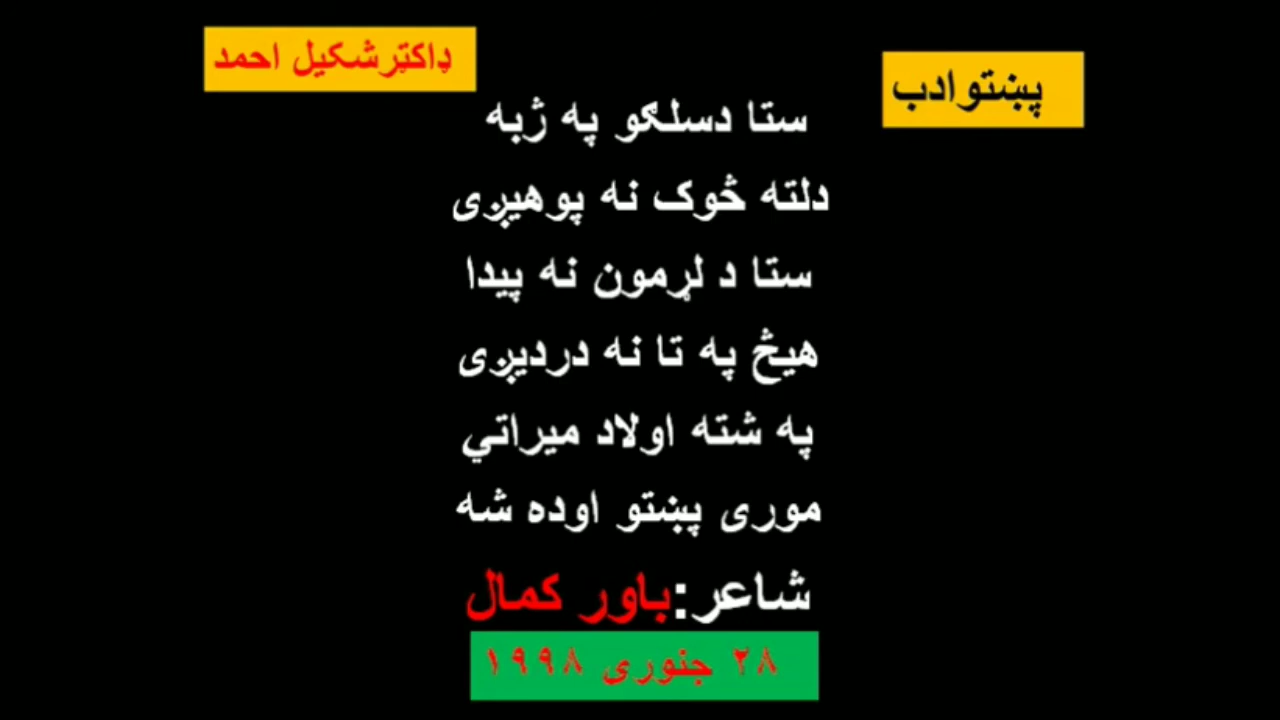 ډاکټرشکیل احمد
پښتوادب
ستا دسلګو په ژبه
دلته څوک نه پوهیږی
ستا د لړمون نه پیدا
هیڅ په تا نه دردیږی
په شته اولاد میراتي
موری پښتو اوده شه
شاعر:باور کمال
۲۸ جنوری ۱۹۹۸